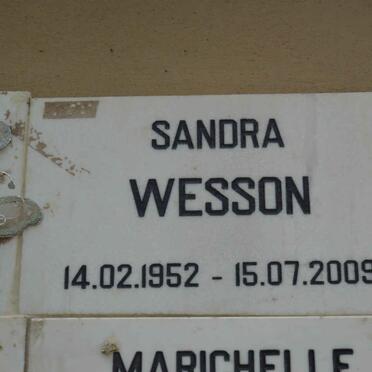 SANDRA
WESSON
14.02.1952 - 15.07.2009
MARICHELLE